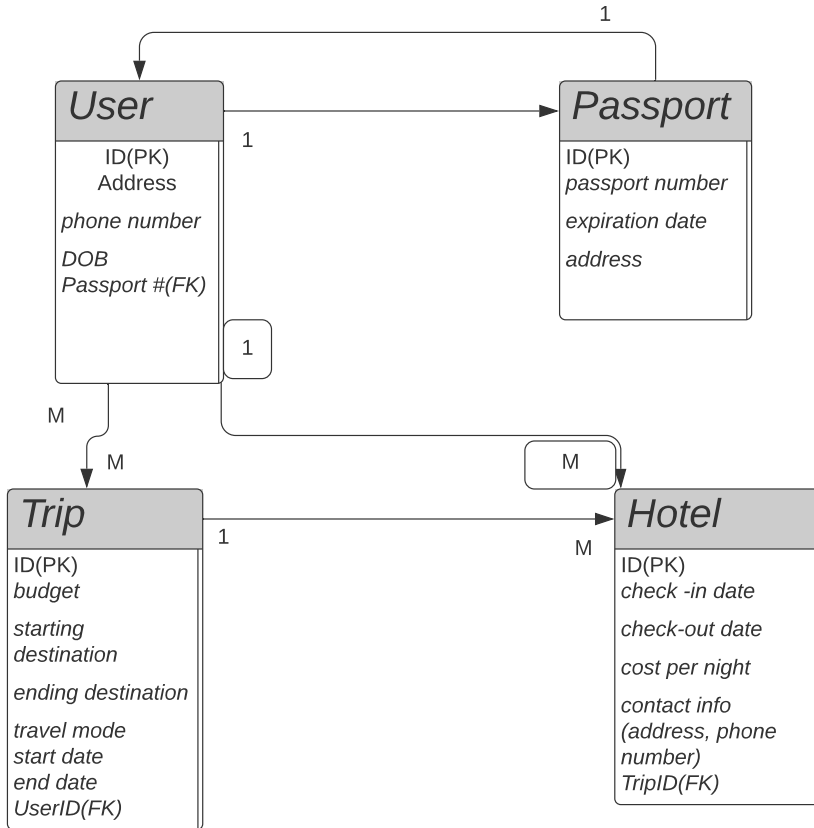 1
User
Passport
1
ID(PK)
Address
phone number
DOB
Passport #(FK)
ID(PK)
passport number
expiration date
address
1
M
M
M
Trip
Hotel
1
M
ID(PK)
budget
starting
destination
ending destination
travel mode
start date
end date
UserID(FK)
ID(PK)
check -in date
check-out date
cost per night
contact info
(address, phone
number)
TripID(FK)